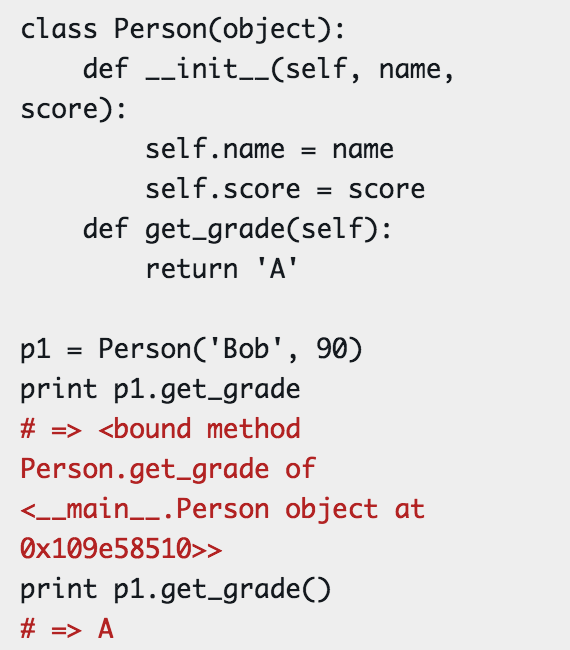 class Person(object):
    def __init__(self, name,
score):
        self.name = name
        self.score = score
    def get_grade(self):
        return 'A'

p1 = Person('Bob', 90)
print p1.get_grade
# => <bound method
Person.get_grade of
<__main__.Person object at
0x109e58510>>
print p1.get_grade()
# => A